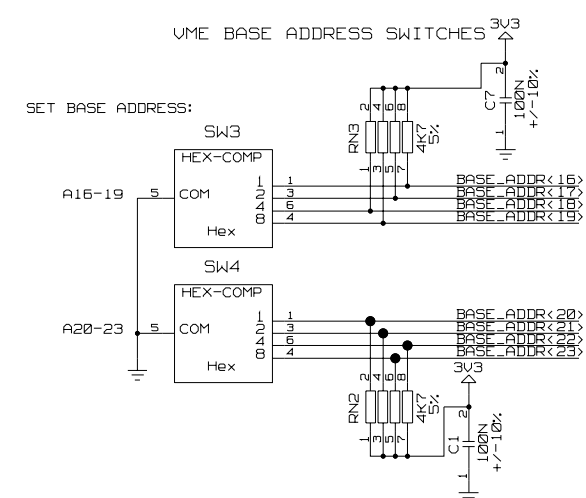 VME BASE ADDRESS SWITCHES
3V3
SET BASE ADDRESS:
2 4 6 8
RN3
4K7
5%
1 3 5 7
2
C7
100N
+/-10%
1
SW3
HEX-COMP
A16-19
5
COM
1 1 BASE_ADDR<16>
2 3 BASE_ADDR<17>
4 6 BASE_ADDR<18>
8 4 BASE_ADDR<19>
Hex
SW4
HEX-COMP
A20-23
5
COM
1 1 BASE_ADDR<20>
2 3 BASE_ADDR<21>
4 6 BASE_ADDR<22>
8 4 BASE_ADDR<23>
Hex
3V3
2 4 6 8
RN2
4K7
5%
1 3 5 7
2
C1
100N
+/-10%
1